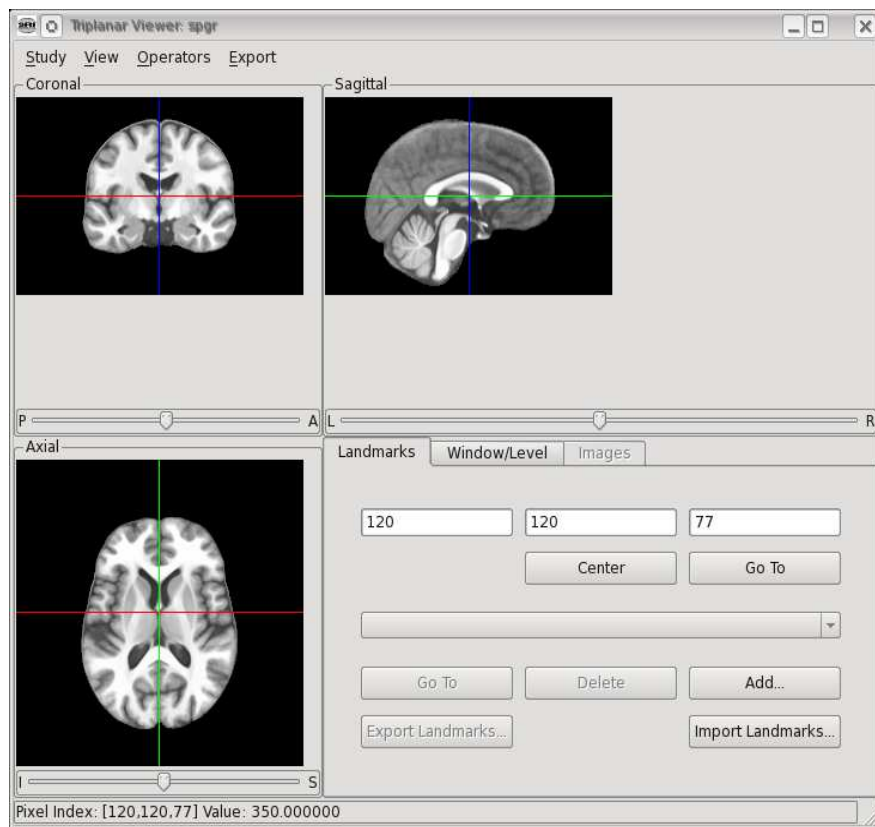 SRI Triplanar Viewer: spgr
Study View Operators Export
Coronal
Sagittal
P A
L R
Axial
Landmarks Window/Level Images
120 120 77
Center Go To
Go To Delete Add...
Export Landmarks... Import Landmarks...
I S
Pixel Index: [120,120,77] Value: 350.000000